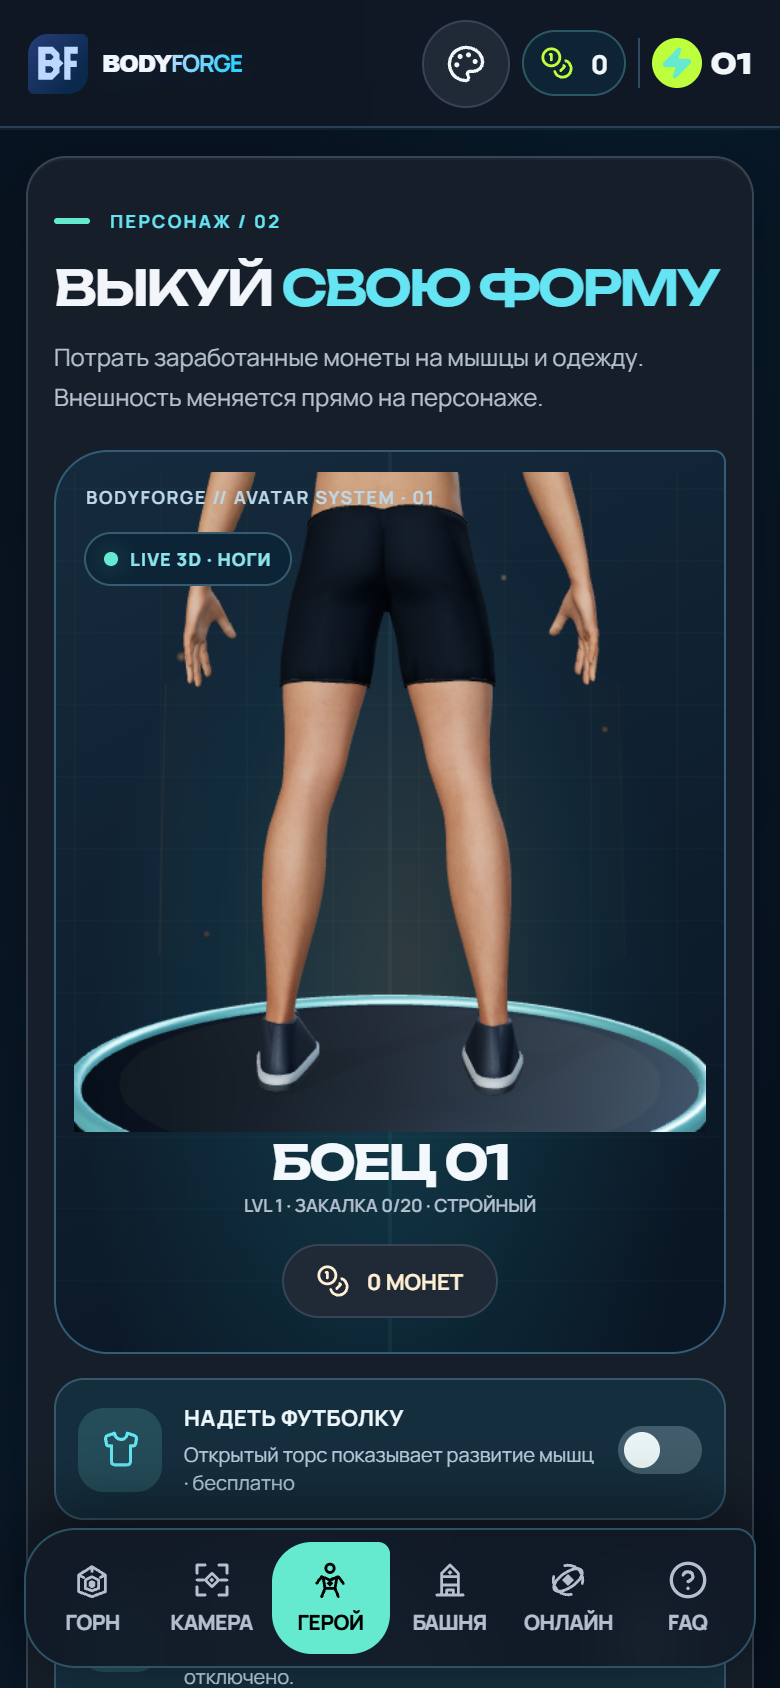 BF BODYFORGE 0 01
ПЕРСОНАЖ / 02
ВЫКУЙ СВОЮ ФОРМУ
Потрать заработанные монеты на мышцы и одежду.
Внешность меняется прямо на персонаже.
BODYFORGE // AVATAR SYSTEM · 01
LIVE 3D · НОГИ
БОЕЦ 01
LVL 1 · ЗАКАЛКА 0/20 · СТРОЙНЫЙ
0 МОНЕТ
НАДЕТЬ ФУТБОЛКУ
Открытый торс показывает развитие мышц
· бесплатно
ГОРН КАМЕРА ГЕРОЙ БАШНЯ ОНЛАЙН FAQ
отключено.